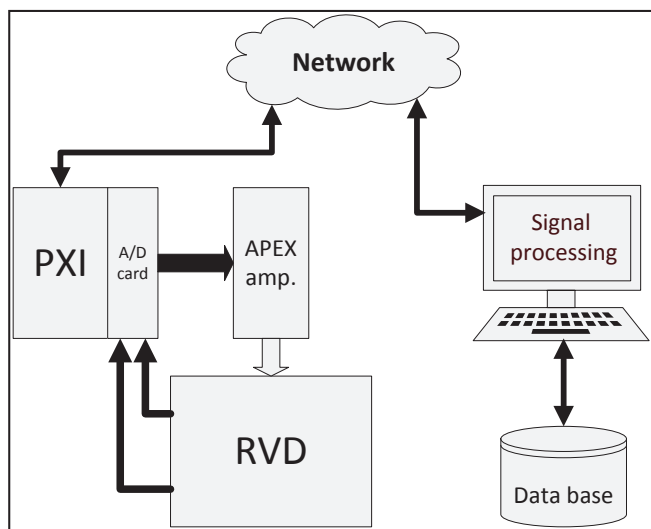 Network
PXI
A/D
card
APEX
amp.
Signal
processing
RVD
Data base